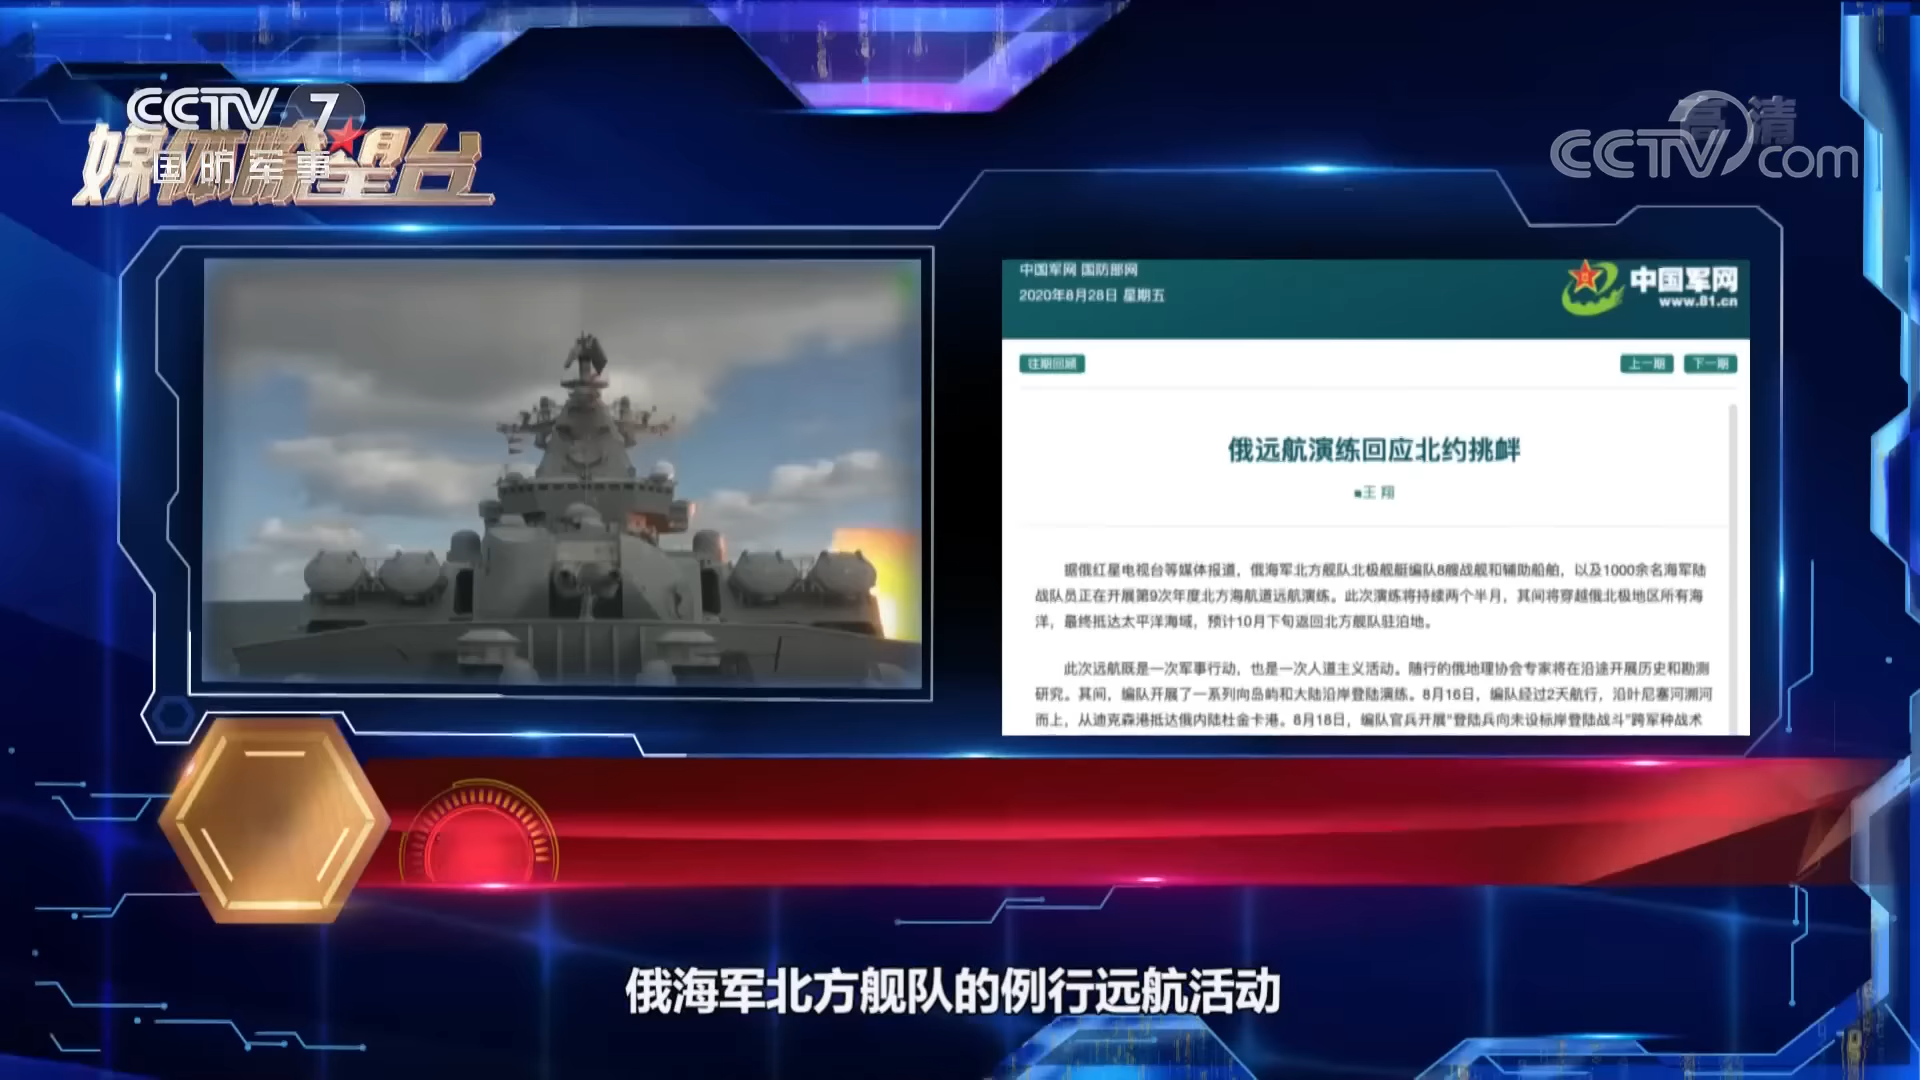 CCTV 7
国防军事
媒体瞭望台
高清
CCTV.com
中国军网 国防部网
2020年8月28日 星期五
中国军网
www.81.cn
往期回顾
上一期
下一期
俄远航演练回应北约挑衅
■王 翔
据俄红星电视台等媒体报道，俄海军北方舰队北极舰艇编队8艘战舰和辅助船舶，以及1000余名海军陆
战队员正在开展第9次年度北方海航道远航演练。此次演练将持续两个半月，其间将穿越俄北极地区所有海
洋，最终抵达太平洋海域，预计10月下旬返回北方舰队驻泊地。
此次远航既是一次军事行动，也是一次人道主义活动。随行的俄地理协会专家将在沿途开展历史和勘测
研究。其间，编队开展了一系列向岛屿和大陆沿岸登陆演练。8月16日，编队经过2天航行，沿叶尼塞河溯河
而上，从迪克森港抵达俄内陆杜金卡港。8月18日，编队官兵开展“登陆兵向未设标岸登陆战斗”跨军种战术
俄海军北方舰队的例行远航活动